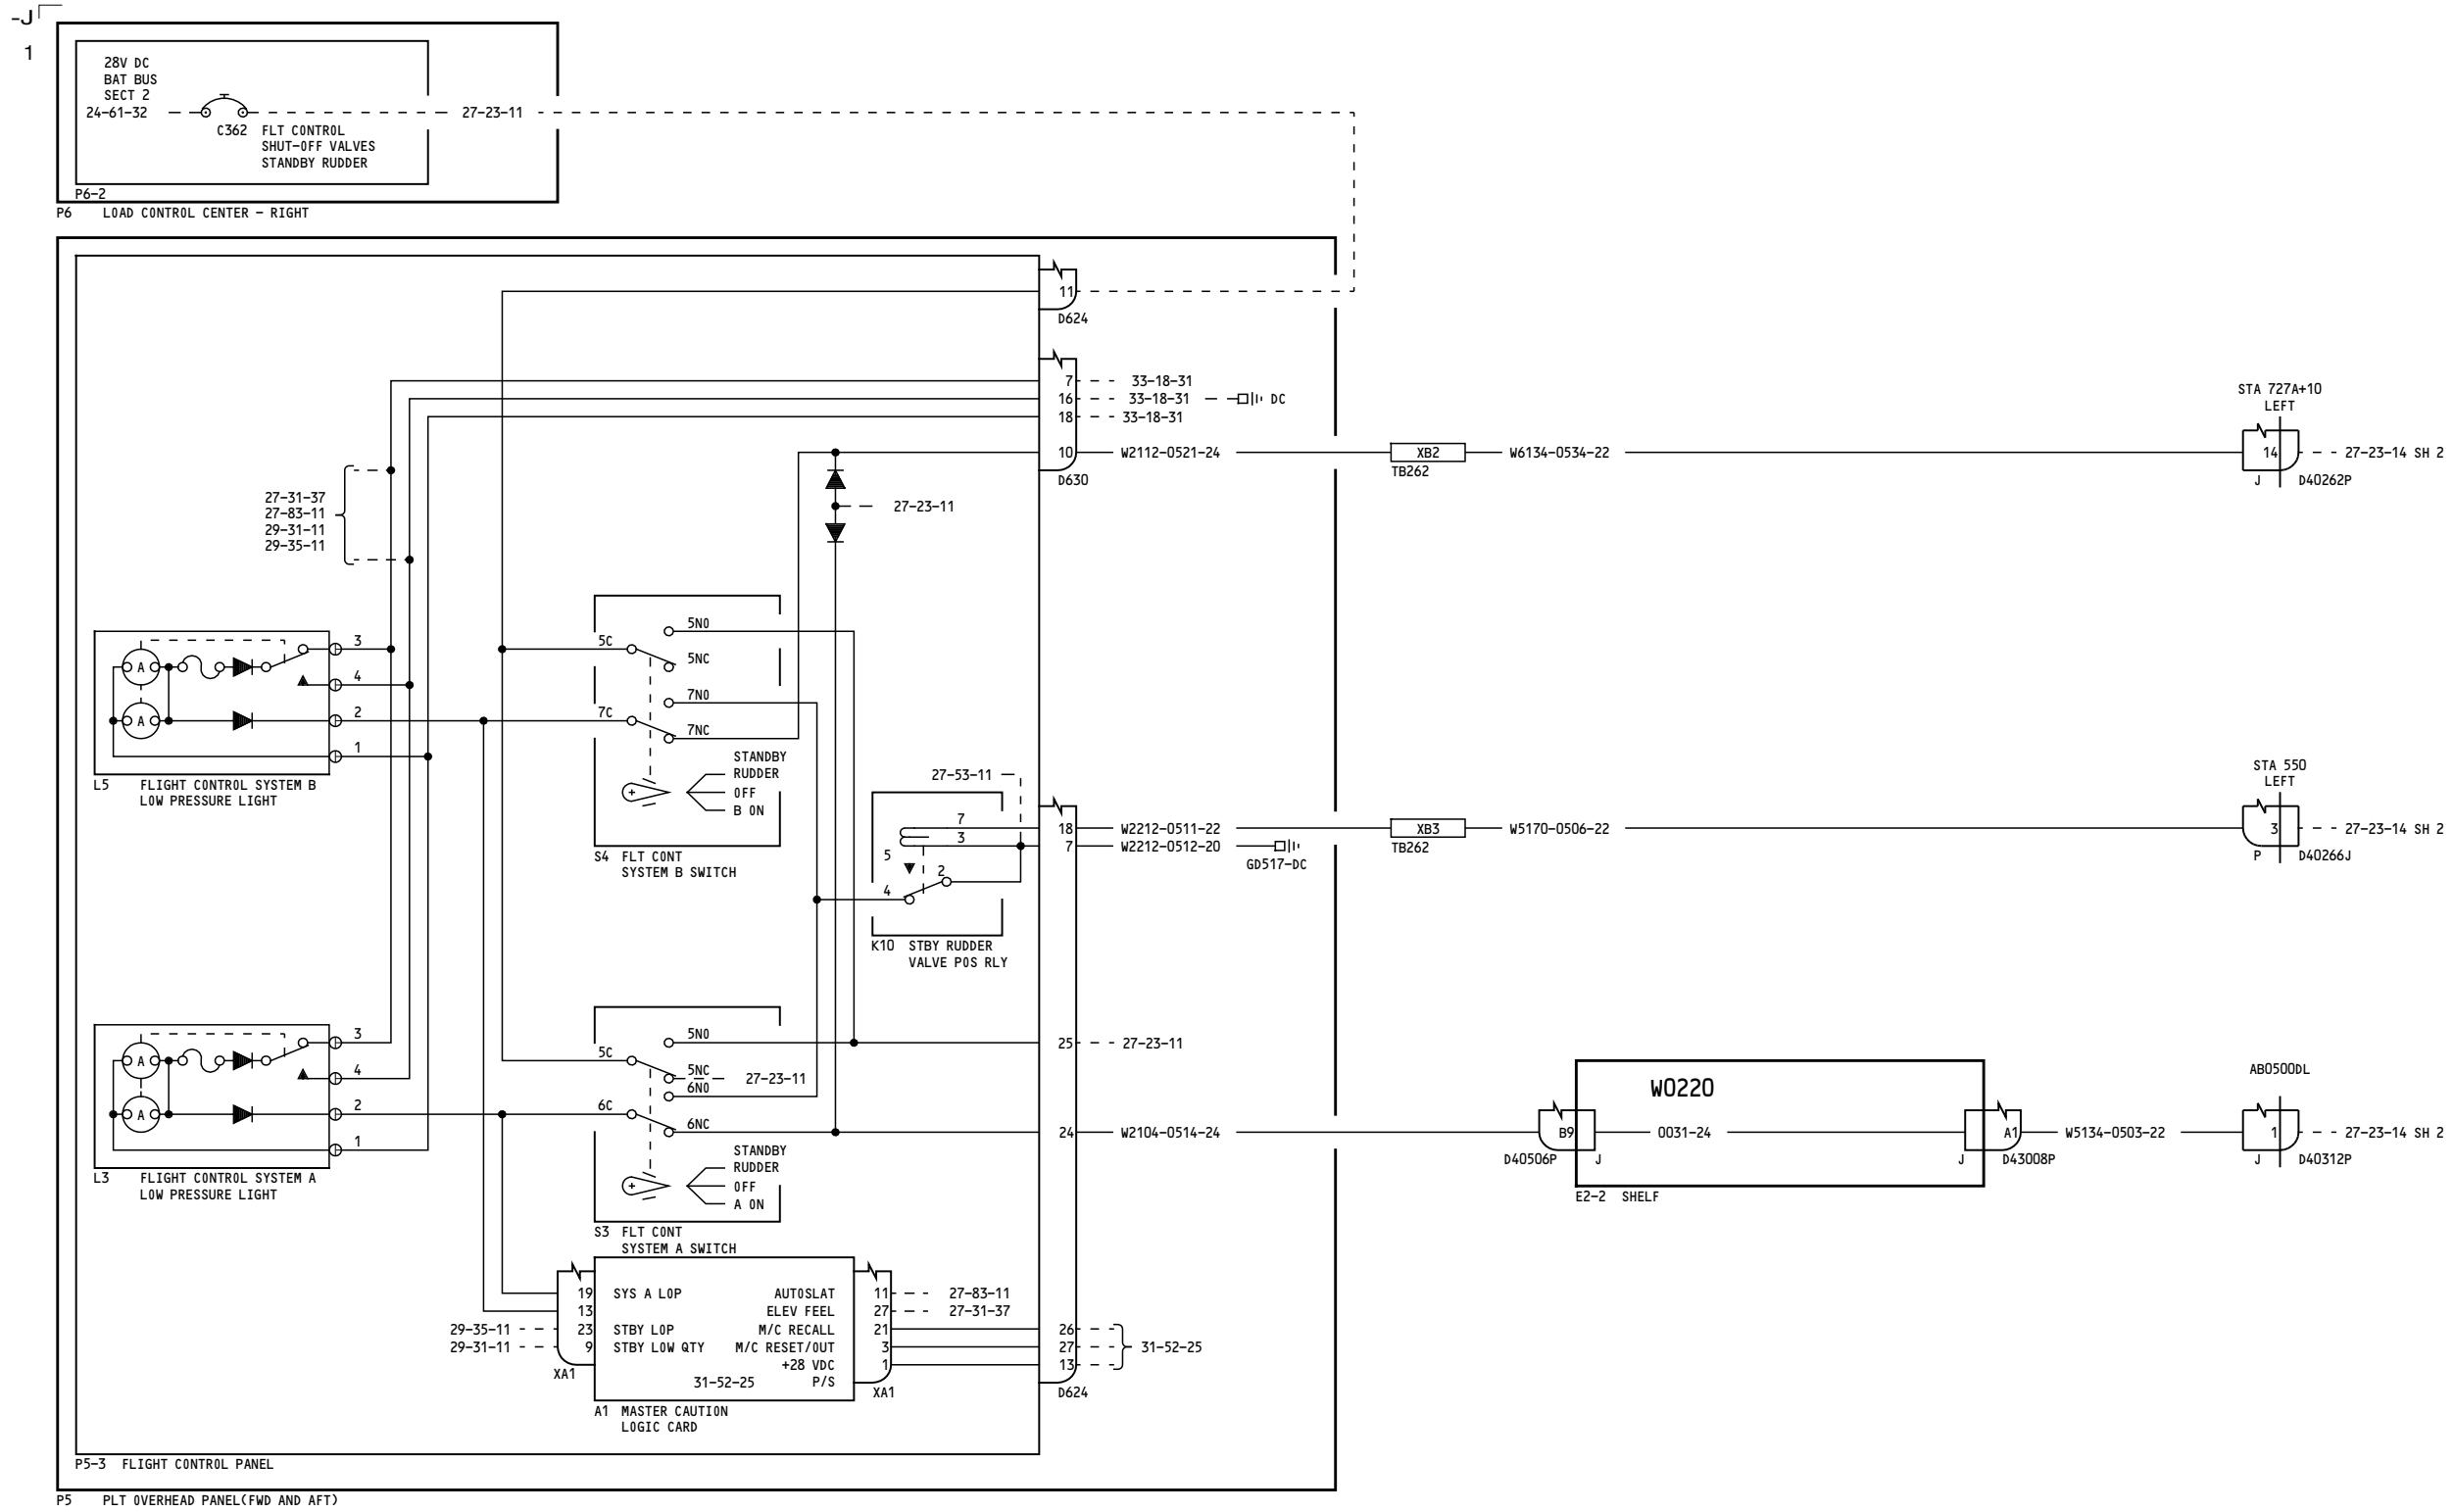 -J
1
28V DC
BAT BUS
SECT 2
24-61-32
27-23-11
C362 FLT CONTROL
SHUT-OFF VALVES
STANDBY RUDDER
P6-2
P6 LOAD CONTROL CENTER - RIGHT
11
D624
7 33-18-31
16 33-18-31 DC
18 33-18-31
10 W2112-0521-24
D630
XB2
TB262
W6134-0534-22
STA 727A+10
LEFT
14
J D40262P
27-23-14 SH 2
27-31-37
27-83-11
29-31-11
29-35-11
27-23-11
A
A
3
4
2
1
L5 FLIGHT CONTROL SYSTEM B
LOW PRESSURE LIGHT
5C
5NO
5NC
7NO
7C
7NC
STANDBY
RUDDER
OFF
B ON
S4 FLT CONT
SYSTEM B SWITCH
27-53-11
7
3
5
2
4
K10 STBY RUDDER
VALVE POS RLY
18 W2212-0511-22
7 W2212-0512-20
GD517-DC
XB3
TB262
W5170-0506-22
STA 550
LEFT
3
P D40266J
27-23-14 SH 2
A
A
3
4
2
1
L3 FLIGHT CONTROL SYSTEM A
LOW PRESSURE LIGHT
5C
5NO
5NC 27-23-11
6NO
6C
6NC
STANDBY
RUDDER
OFF
A ON
S3 FLT CONT
SYSTEM A SWITCH
25 27-23-11
24 W2104-0514-24
B9
D40506P J
W0220
0031-24
A1
J D43008P
E2-2 SHELF
W5134-0503-22
AB0500DL
1
J D40312P
27-23-14 SH 2
19 SYS A LOP
13
29-35-11 23 STBY LOP
29-31-11 9 STBY LOW QTY
XA1
AUTOSLAT 11 27-83-11
ELEV FEEL 27 27-31-37
M/C RECALL 21
M/C RESET/OUT 3
+28 VDC 1
31-52-25 P/S
XA1
A1 MASTER CAUTION
LOGIC CARD
26
27
13
31-52-25
D624
P5-3 FLIGHT CONTROL PANEL
P5 PLT OVERHEAD PANEL(FWD AND AFT)